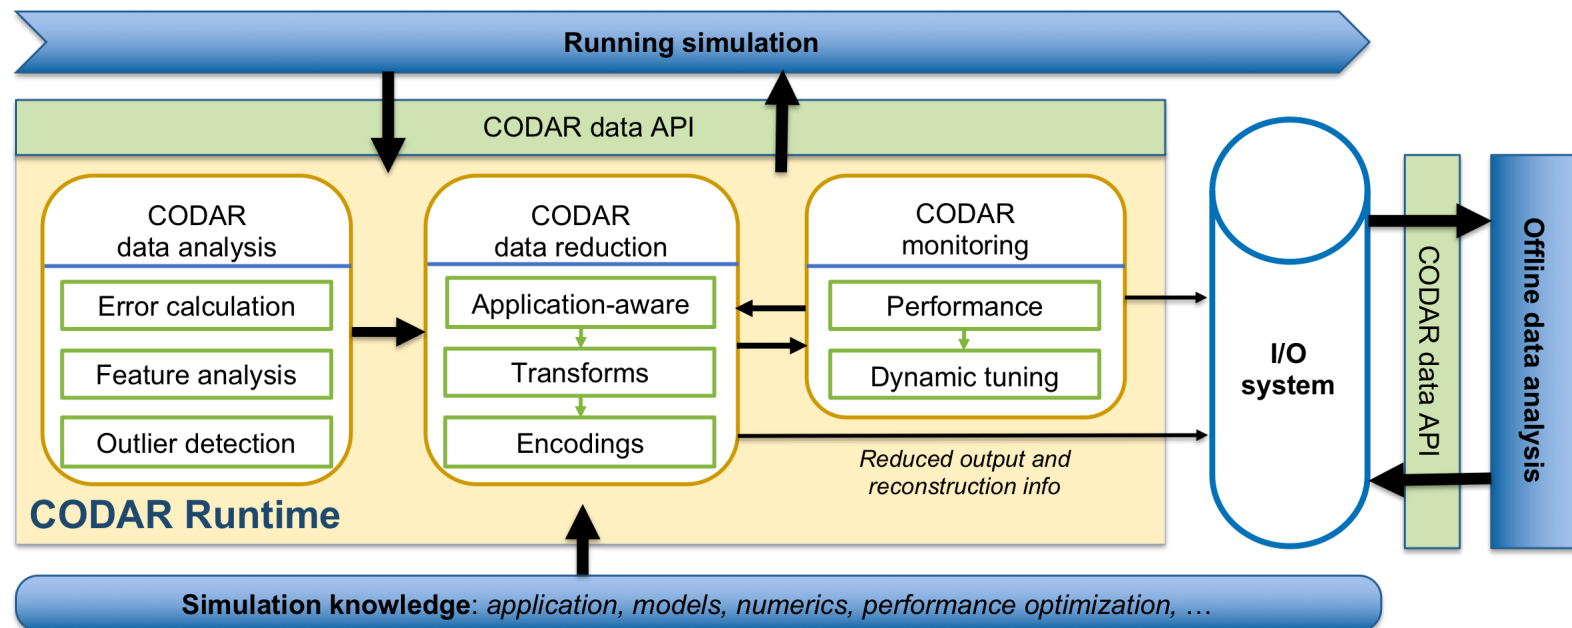 Running simulation
CODAR data API
CODAR
data analysis
Error calculation
Feature analysis
Outlier detection
CODAR
data reduction
Application-aware
Transforms
Encodings
CODAR
monitoring
Performance
Dynamic tuning
Reduced output and
reconstruction info
CODAR Runtime
I/O
system
CODAR data API
Offline data analysis
Simulation knowledge: application, models, numerics, performance optimization, …